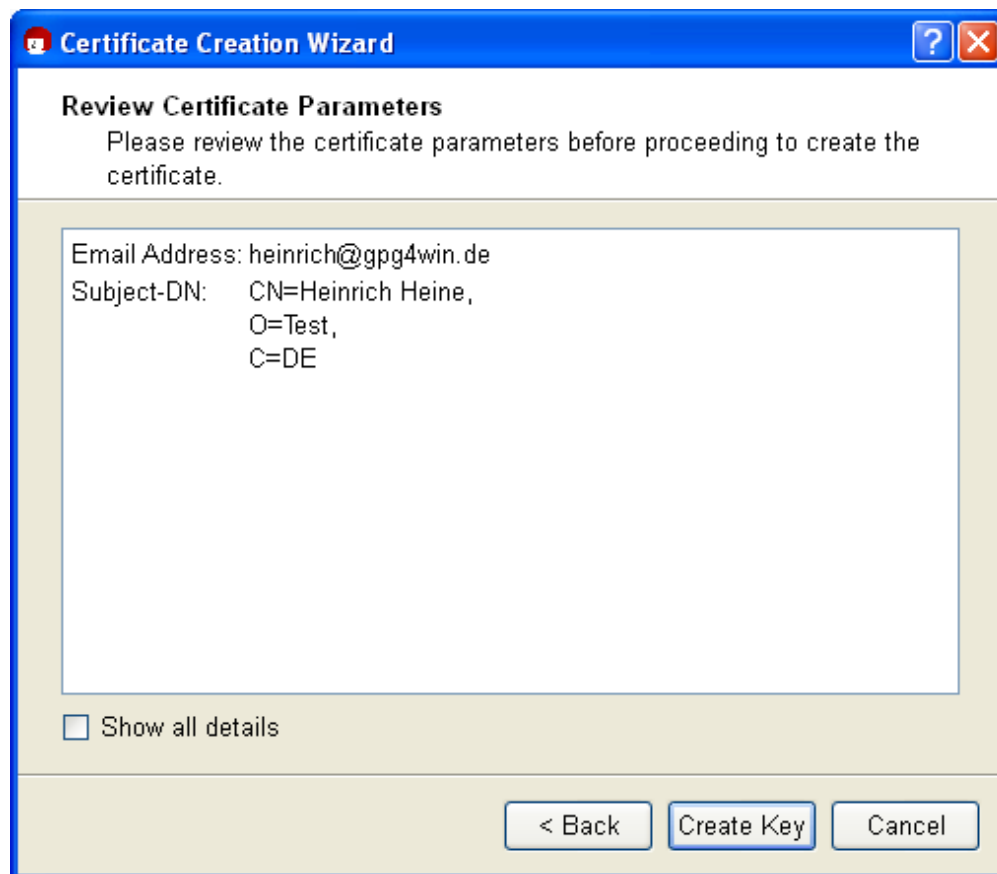 Certificate Creation Wizard
Review Certificate Parameters
Please review the certificate parameters before proceeding to create the
certificate.
Email Address: heinrich@gpg4win.de
Subject-DN: CN=Heinrich Heine,
O=Test,
C=DE
Show all details
< Back Create Key Cancel